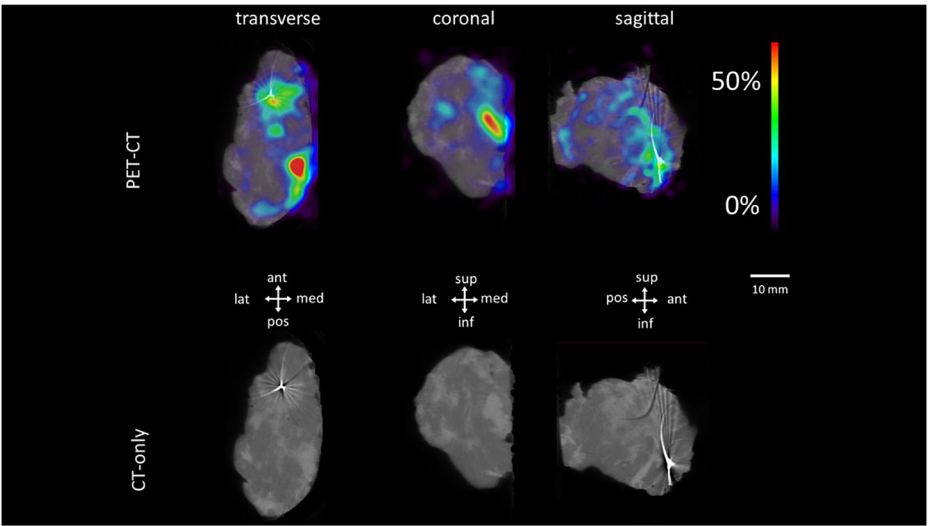 transverse
coronal
sagittal
PET-CT
50%
0%
10 mm
ant
lat
med
pos
sup
lat
med
inf
sup
pos
ant
inf
CT-only